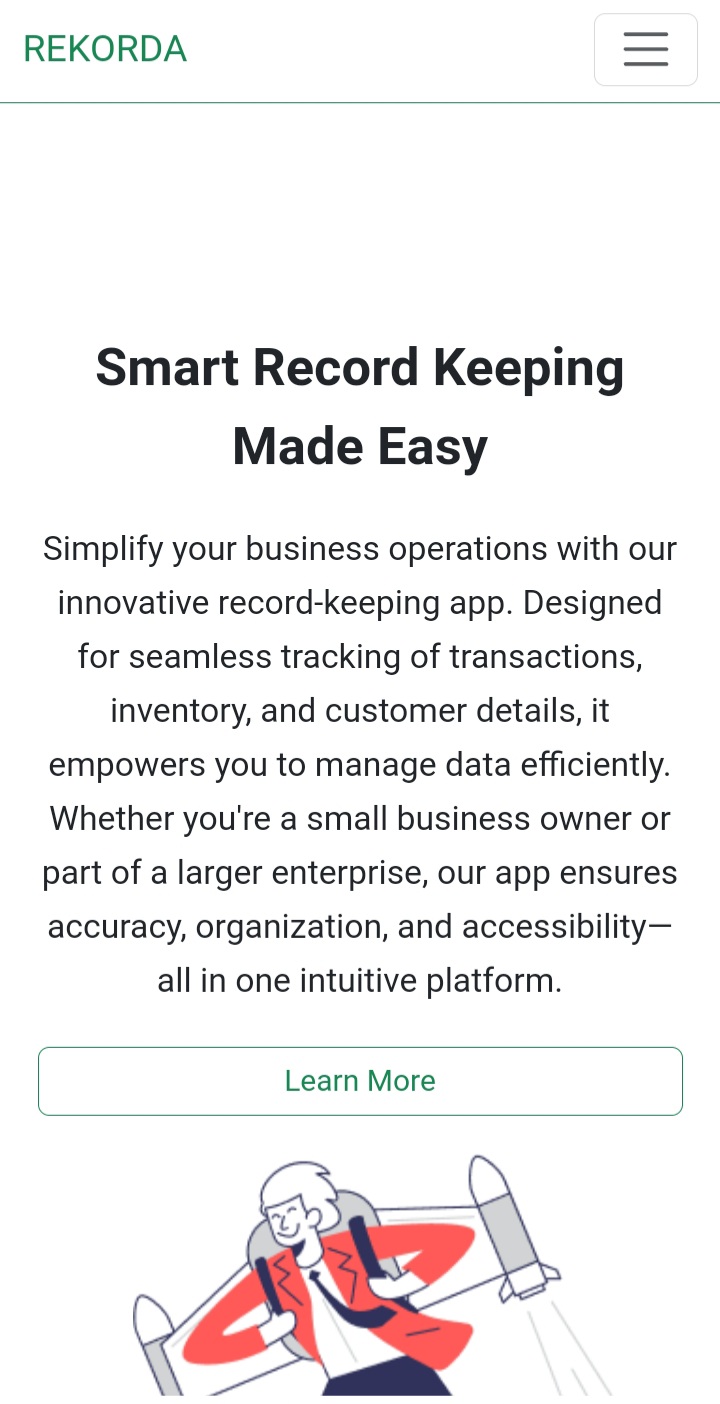 REKORDA
Smart Record Keeping
Made Easy
Simplify your business operations with our
innovative record-keeping app. Designed
for seamless tracking of transactions,
inventory, and customer details, it
empowers you to manage data efficiently.
Whether you're a small business owner or
part of a larger enterprise, our app ensures
accuracy, organization, and accessibility—
all in one intuitive platform.
Learn More